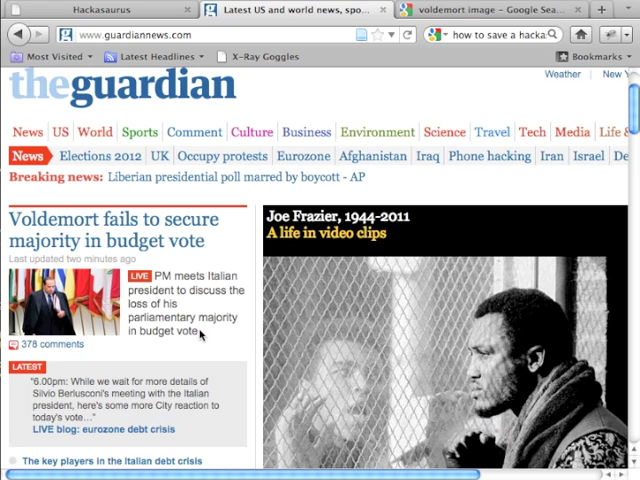 Hackasaurus
Latest US and world news, spo...
voldemort image - Google Sea...
www.guardiannews.com
how to save a hacka
Most Visited
Latest Headlines
X-Ray Goggles
Bookmarks
theguardian
Weather
New Y
News US World Sports Comment Culture Business Environment Science Travel Tech Media Life &
News Elections 2012 UK Occupy protests Eurozone Afghanistan Iraq Phone hacking Iran Israel De
Breaking news: Liberian presidential poll marred by boycott - AP
Voldemort fails to secure
majority in budget vote
Last updated two minutes ago
LIVE PM meets Italian
president to discuss the
loss of his
parliamentary majority
in budget vote
378 comments
LATEST
"6.00pm: While we wait for more details of
Silvio Berlusconi's meeting with the Italian
president, here's some more City reaction to
today's vote..."
LIVE blog: eurozone debt crisis
The key players in the Italian debt crisis
Joe Frazier, 1944-2011
A life in video clips